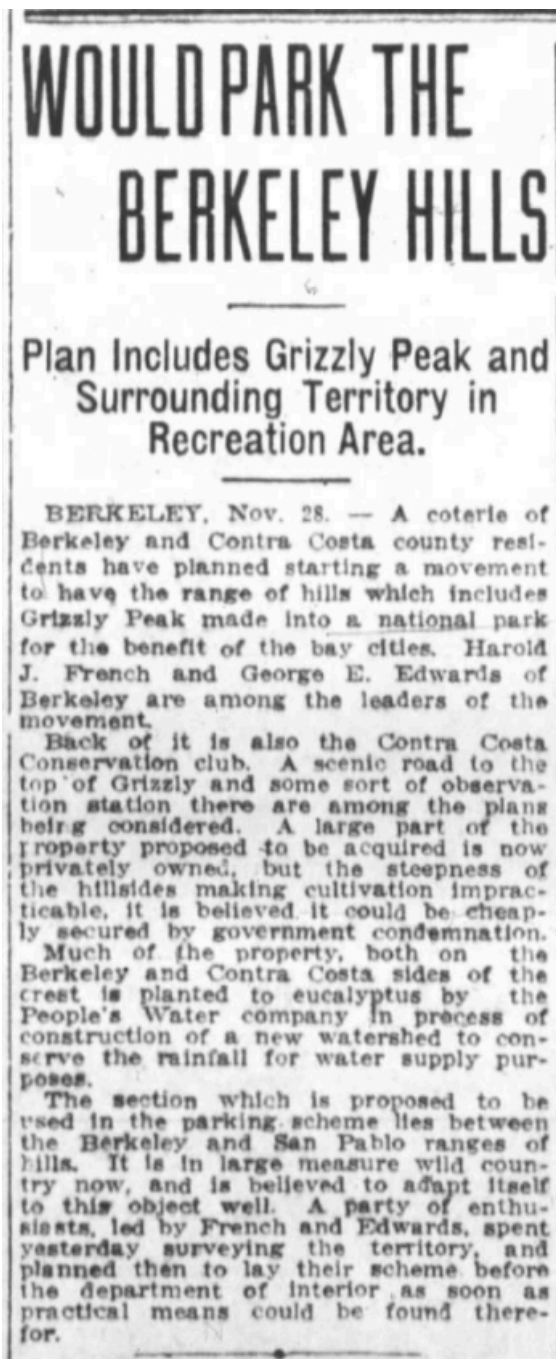 WOULD PARK THE
BERKELEY HILLS
Plan Includes Grizzly Peak and
Surrounding Territory in
Recreation Area.
BERKELEY, Nov. 28. — A coterie of
Berkeley and Contra Costa county resi-
dents have planned starting a movement
to have the range of hills which includes
Grizzly Peak made into a national park
for the benefit of the bay cities. Harold
J. French and George E. Edwards of
Berkeley are among the leaders of the
movement.
Back of it is also the Contra Costa
Conservation club. A scenic road to the
top of Grizzly and some sort of observa-
tion station there are among the plans
being considered. A large part of the
property proposed to be acquired is now
privately owned, but the steepness of
the hillsides making cultivation imprac-
ticable, it is believed it could be cheap-
ly secured by government condemnation.
Much of the property, both on the
Berkeley and Contra Costa sides of the
crest is planted to eucalyptus by the
People's Water company in process of
construction of a new watershed to con-
serve the rainfall for water supply pur-
poses.
The section which is proposed to be
used in the parking scheme lies between
the Berkeley and San Pablo ranges of
hills. It is in large measure wild coun-
try now, and is believed to adapt itself
to this object well. A party of enthu-
siasts, led by French and Edwards, spent
yesterday surveying the territory, and
planned then to lay their scheme before
the department of interior as soon as
practical means could be found there-
for.